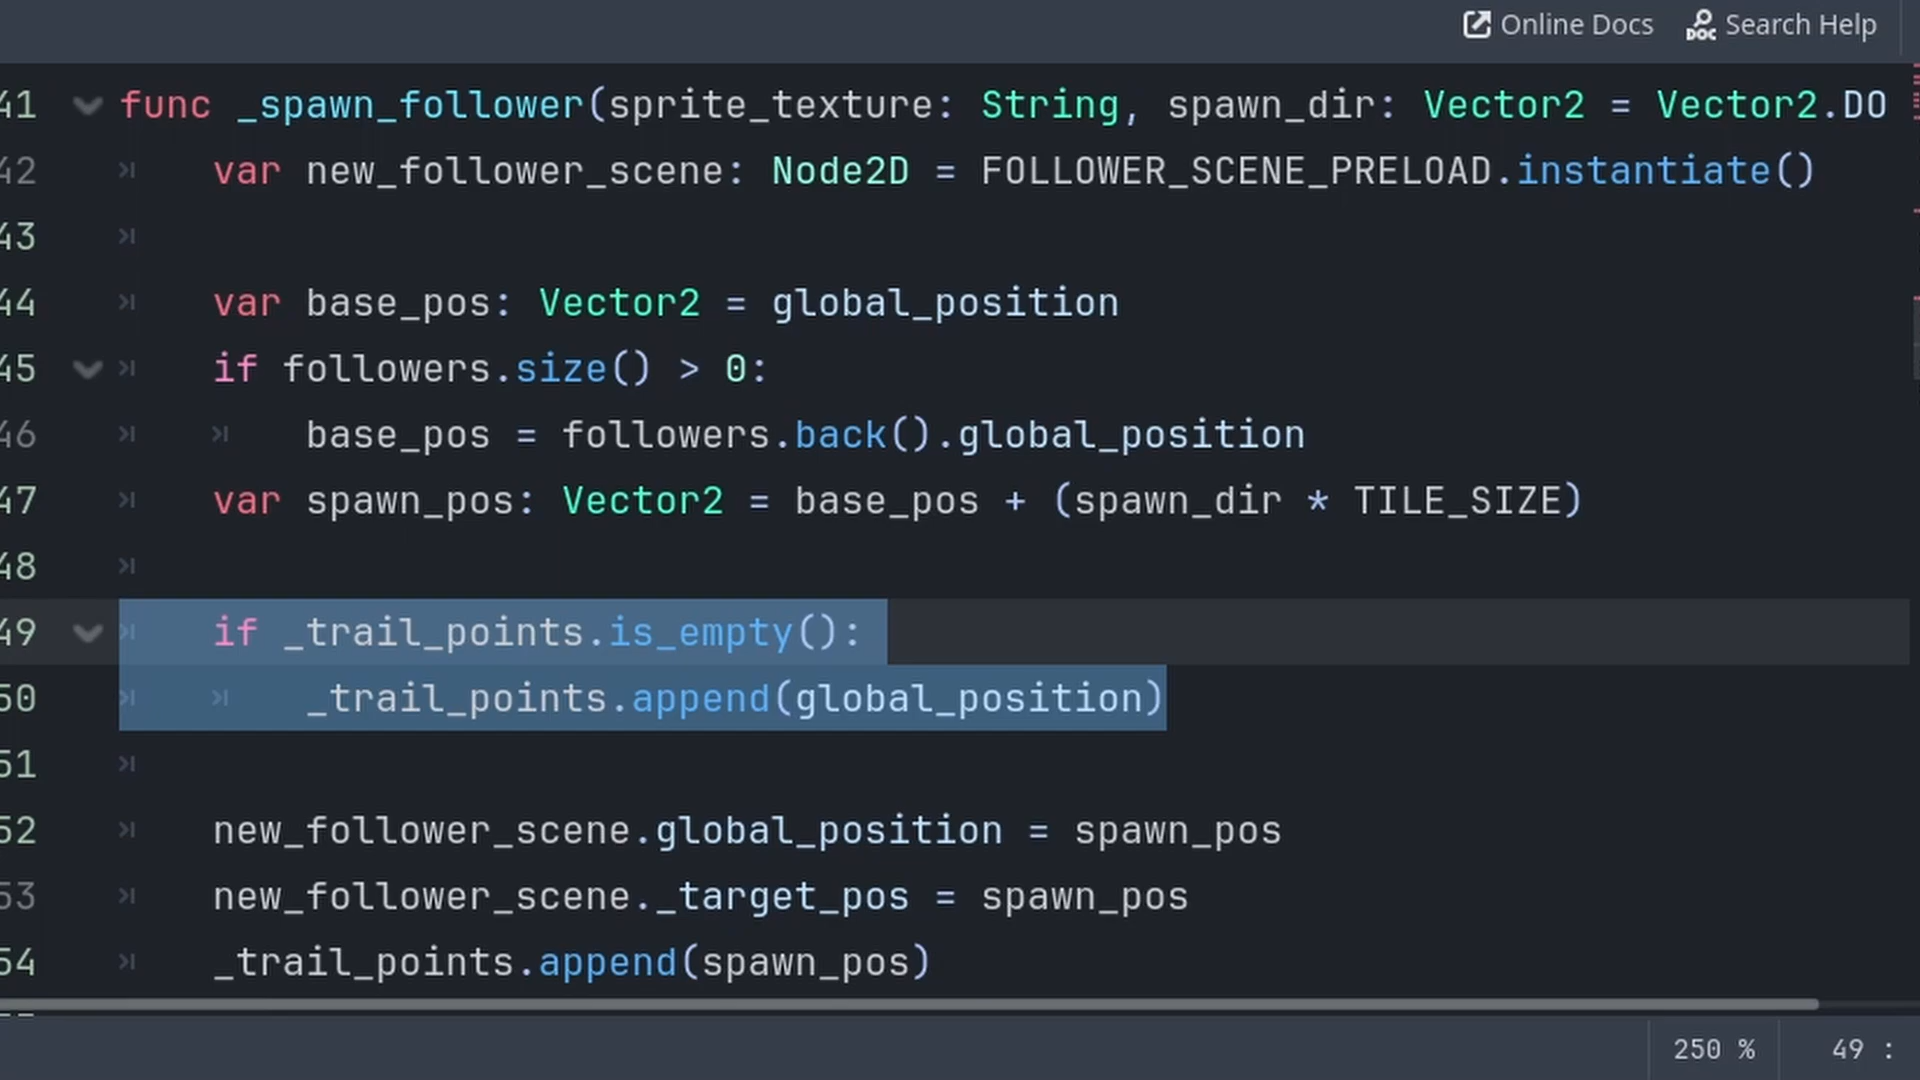 Online Docs Search Help
41 func _spawn_follower(sprite_texture: String, spawn_dir: Vector2 = Vector2.DO
42 var new_follower_scene: Node2D = FOLLOWER_SCENE_PRELOAD.instantiate()
43
44 var base_pos: Vector2 = global_position
45 if followers.size() > 0:
46 base_pos = followers.back().global_position
47 var spawn_pos: Vector2 = base_pos + (spawn_dir * TILE_SIZE)
48
49 if _trail_points.is_empty():
50 _trail_points.append(global_position)
51
52 new_follower_scene.global_position = spawn_pos
53 new_follower_scene._target_pos = spawn_pos
54 _trail_points.append(spawn_pos)
250 % 49 :